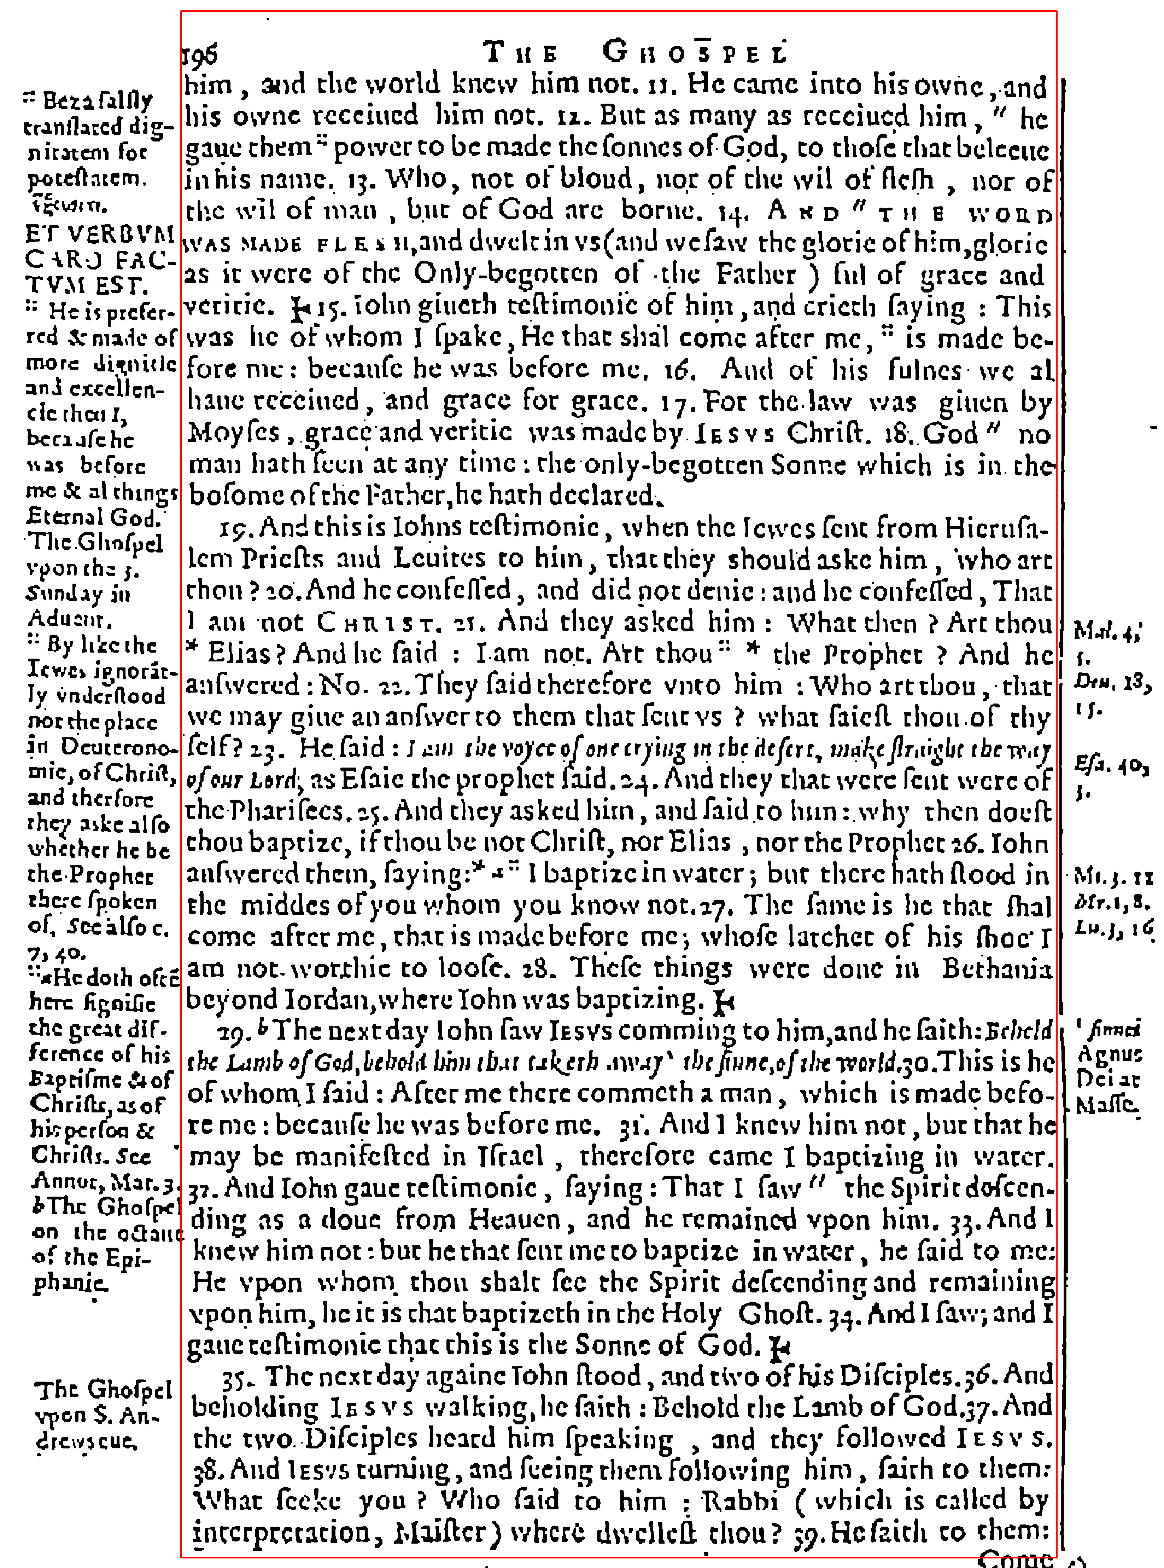 196 THE GHOSPEL
him, and the world knew him not. 11. He came into his owne, and
his owne receiued him not. 12. But as many as receiued him, " he
gaue them :: power to be made the ſonnes of God, to thoſe that beleeue
in his name. 13. Who, not of bloud, nor of the wil of fleſh, nor of
the wil of man, but of God are borne. 14. AND " THE WORD
WAS MADE FLESH, and dwelt in vs (and we ſaw the glorie of him, glorie
as it were of the Only-begotten of the Father) ful of grace and
veritie. 15. Iohn giueth teſtimonie of him, and crieth ſaying : This
was he of whom I ſpake, He that shal come after me, :: is made be-
fore me: becauſe he was before me. 16. And of his fulnes we al
haue receiued, and grace for grace. 17. For the law was giuen by
Moyſes, grace and veritie was made by IESVS Chriſt. 18. God " no
man hath ſeen at any time: the only-begotten Sonne which is in the
boſome of the Father, he hath declared.
19. And this is Iohns teſtimonie, when the Iewes ſent from Hieruſa-
lem Prieſts and Leuites to him, that they should aske him, Who art
thou? 20. And he confeſſed, and did not denie: and he confeſſed, That
I am not CHRIST. 21. And they asked him : What then? Art thou
* Elias? And he ſaid : I am not. Art thou :: * the Prophet? And he
anſwered: No. 22. They ſaid therefore vnto him : Who art thou, that
we may giue an anſwer to them that ſent vs? what ſaieſt thou of thy
ſelf? 23. He ſaid: I am the voyce of one crying in the deſert, make ſtraight the way
of our Lord, as Eſaie the prophet ſaid. 24. And they that were ſent were of
the Phariſees. 25. And they asked him, and ſaid to him: why then doeſt
thou baptize, if thou be not Chriſt, nor Elias, nor the Prophet 26. Iohn
anſwered them, ſaying: * a :: I baptize in water; but there hath ſtood in
the middes of you whom you know not. 27. The ſame is he that ſhal
come after me, that is made before me; whoſe latchet of his ſhoe I
am not worthie to looſe. 28. Theſe things were done in Bethania
beyond Iordan, where Iohn was baptizing.
29. b The next day Iohn ſaw IESVS comming to him, and he ſaith: Behold
the Lamb of God, behold him that taketh away ' the ſinne, of the world. 30. This is he
of whom I ſaid: After me there commeth a man, which is made befo-
re me: becauſe he was before me. 31. And I knew him not, but that he
may be manifeſted in Iſrael, therefore came I baptizing in water.
32. And Iohn gaue teſtimonie, ſaying: That I ſaw " the Spirit deſcen-
ding as a doue from Heauen, and he remained vpon him. 33. And I
knew him not: but he that ſent me to baptize in water, he ſaid to me:
He vpon whom thou shalt ſee the Spirit deſcending and remaining
vpon him, he it is that baptizeth in the Holy Ghoſt. 34. And I ſaw; and I
gaue teſtimonie that this is the Sonne of God.
35. The next day againe Iohn ſtood, and two of his Diſciples. 36. And
beholding IESVS walking, he ſaith: Behold the Lamb of God. 37. And
the two Diſciples heard him ſpeaking, and they followed IESVS.
38. And IESVS turning, and ſeeing them following him, ſaith to them:
What ſeeke you? Who ſaid to him : Rabbi (which is called by
interpretation, Maiſter) where dwelleſt thou? 39. He ſaith to them:
Come
:: Beza falſly
tranſlated dig-
nitatem for
poteſtatem.
ET VERBVM
CARO FAC-
TVM EST.
:: He is prefer-
red & made of
more dignitie
and excellen-
cie then I,
becauſe he
was before
me & al things
Eternal God.
The Ghoſpel
vpon the 3.
Sunday in
Aduent.
:: By like the
Iewes ignorãt-
ly vnderſtood
not the place
in Deuterono-
mie, of Chriſt,
and therfore
they aske alſo
whether he be
the Prophet
there ſpoken
of. See alſo c.
7, 40.
:: a He doth oftẽ
here ſignifie
the great dif-
ference of his
Baptiſme & of
Chriſts, as of
his perſon &
Chriſts. See
Annot, Mar. 3.
b The Ghoſpel
on the octaue
of the Epi-
phanie.
The Ghoſpel
vpon S. An-
drews eue.
Mal. 4,
5.
Deu. 18,
15.
Eſa. 40,
3.
Mt. 3. 11
Mr. 1, 8.
Lu. 3, 16
' ſinnes
Agnus
Dei at
Maſſe.